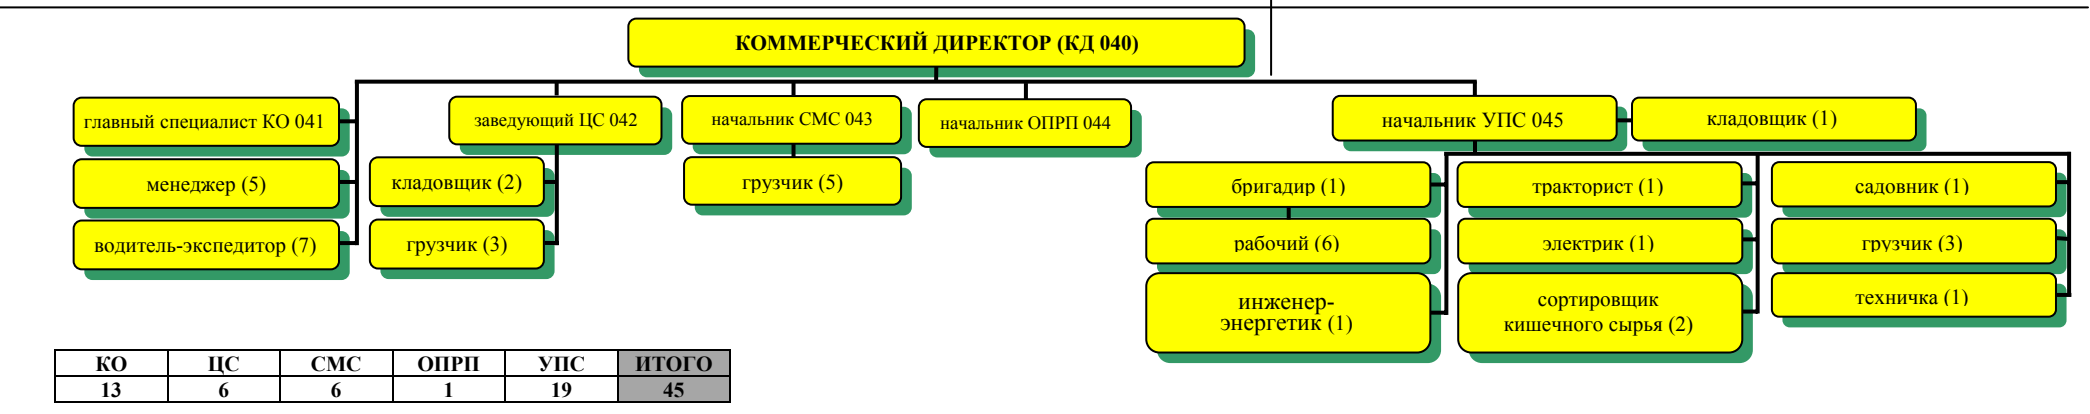 КОММЕРЧЕСКИЙ ДИРЕКТОР (КД 040)
главный специалист КО 041
заведующий ЦС 042
начальник СМС 043
начальник ОПРП 044
начальник УПС 045
кладовщик (1)
менеджер (5)
кладовщик (2)
грузчик (5)
бригадир (1)
тракторист (1)
садовник (1)
водитель-экспедитор (7)
грузчик (3)
рабочий (6)
электрик (1)
грузчик (3)
инженер-
энергетик (1)
сортировщик
кишечного сырья (2)
техничка (1)
КО ЦС СМС ОПРП УПС ИТОГО
13 6 6 1 19 45